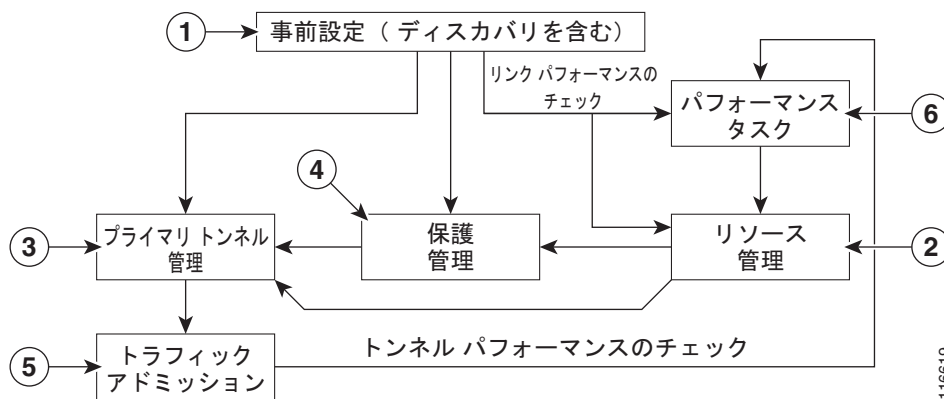 1
事前設定（ ディスカバリを含む）
リンク パフォーマンスの
チェック
パフォーマンス
タスク
6
4
3
プライマリ トンネル
管理
保護
管理
リソース
管理
2
5
トラフィック
アドミッション
トンネル パフォーマンスのチェック
116619